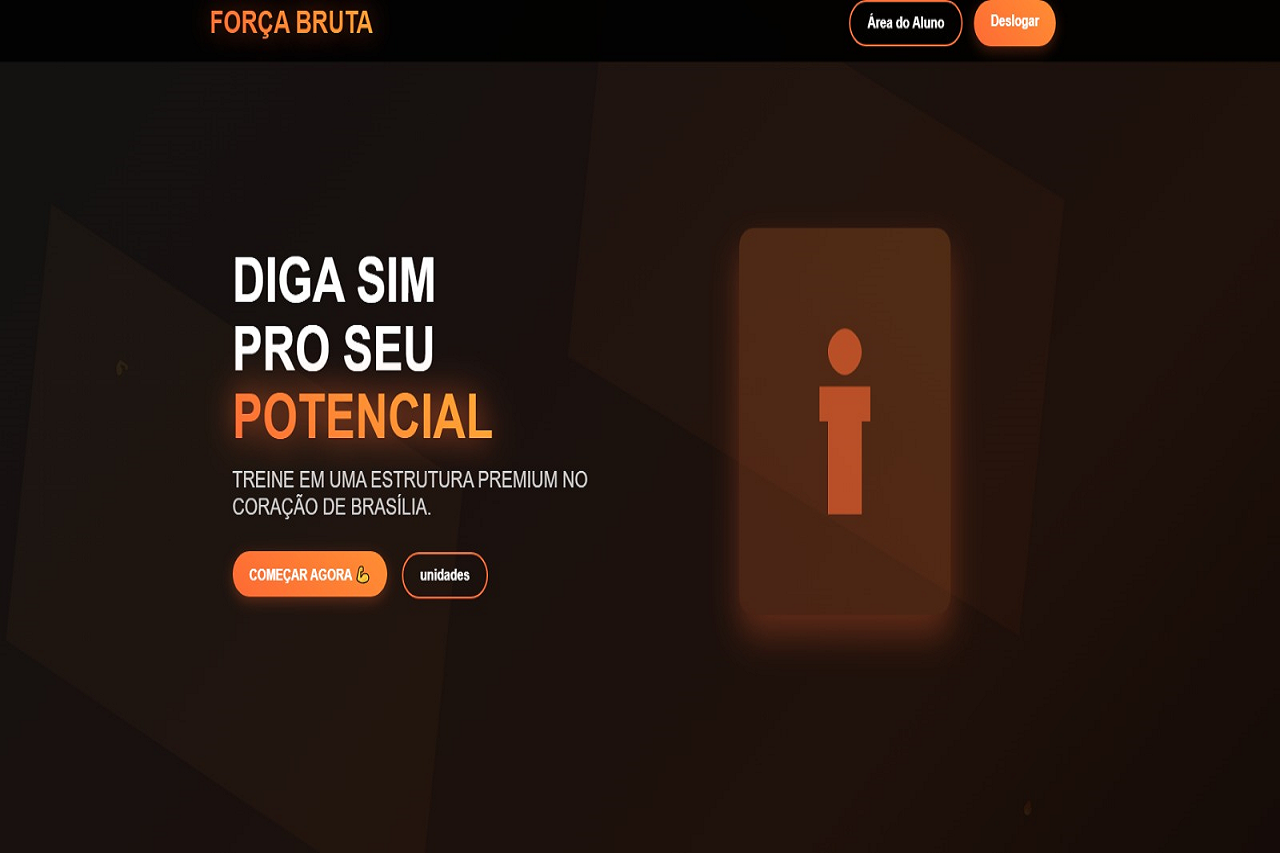 FORÇA BRUTA
Área do Aluno
Deslogar
DIGA SIM
PRO SEU
POTENCIAL
TREINE EM UMA ESTRUTURA PREMIUM NO
CORAÇÃO DE BRASÍLIA.
COMEÇAR AGORA 💪
unidades